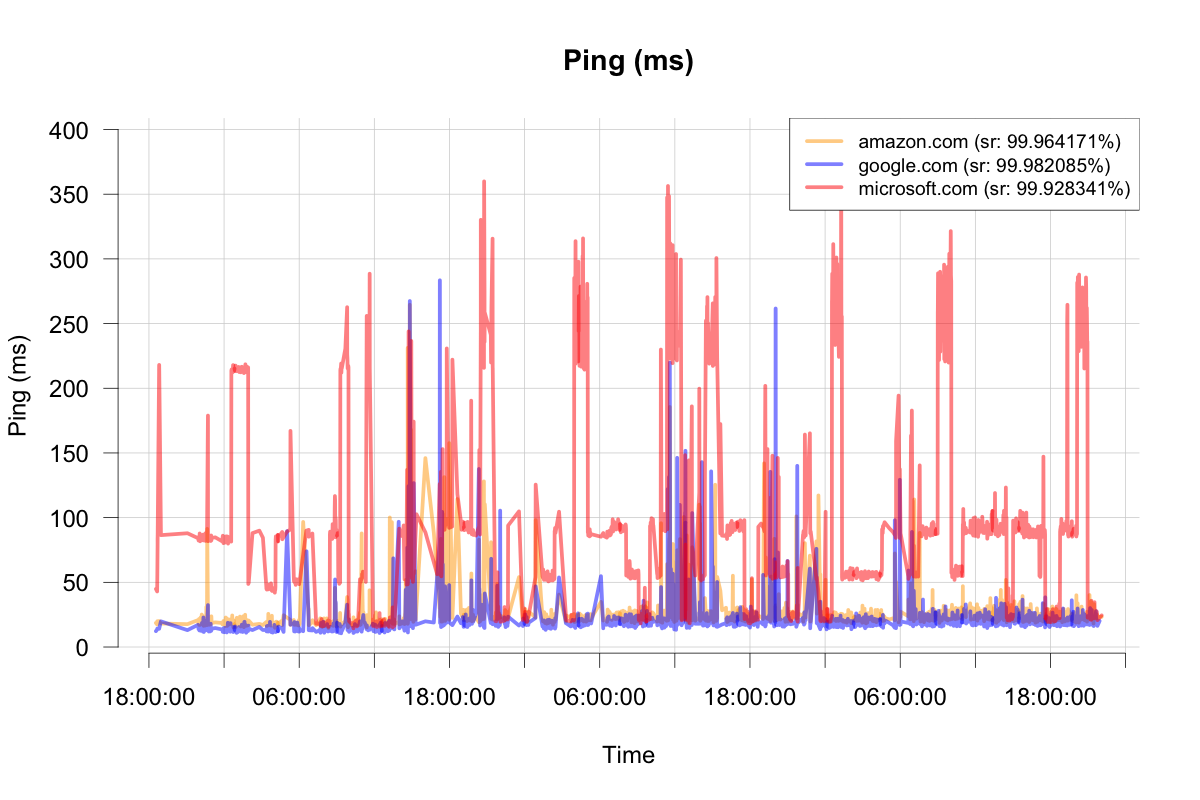 Ping (ms)
400
350
300
250
200
150
100
50
0
Ping (ms)
amazon.com (sr: 99.964171%)
google.com (sr: 99.982085%)
microsoft.com (sr: 99.928341%)
18:00:00 06:00:00 18:00:00 06:00:00 18:00:00 06:00:00 18:00:00
Time